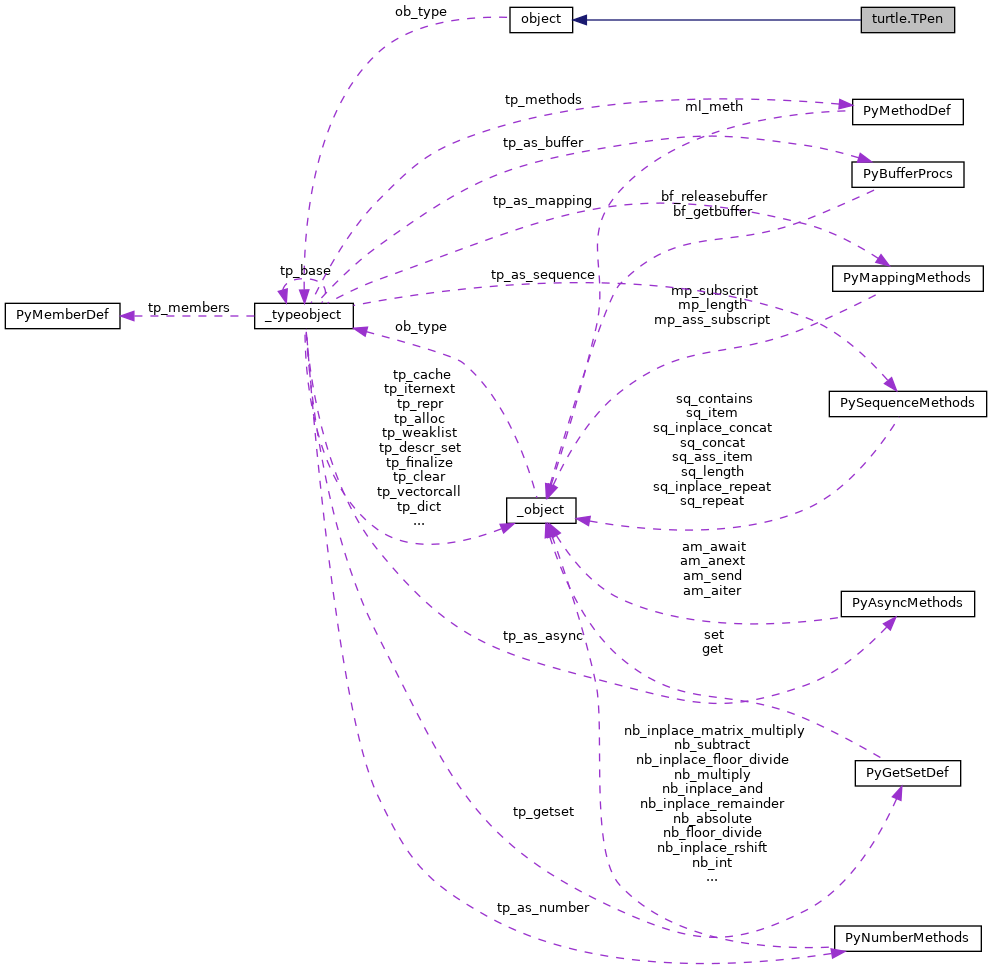 ob_type
object
turtle.TPen
tp_methods
ml_meth
PyMethodDef
tp_as_buffer
PyBufferProcs
tp_as_mapping
bf_releasebuffer
bf_getbuffer
tp_base
tp_as_sequence
PyMappingMethods
mp_subscript
mp_length
mp_ass_subscript
PyMemberDef
tp_members
_typeobject
ob_type
tp_cache
tp_iternext
tp_repr
tp_alloc
tp_weaklist
tp_descr_set
tp_finalize
tp_clear
tp_vectorcall
tp_dict
...
sq_contains
sq_item
sq_inplace_concat
sq_concat
sq_ass_item
sq_length
sq_inplace_repeat
sq_repeat
PySequenceMethods
_object
am_await
am_anext
am_send
am_aiter
PyAsyncMethods
tp_as_async
set
get
nb_inplace_matrix_multiply
nb_subtract
nb_inplace_floor_divide
nb_multiply
nb_inplace_and
nb_inplace_remainder
nb_absolute
nb_floor_divide
nb_inplace_rshift
nb_int
...
PyGetSetDef
tp_getset
tp_as_number
PyNumberMethods